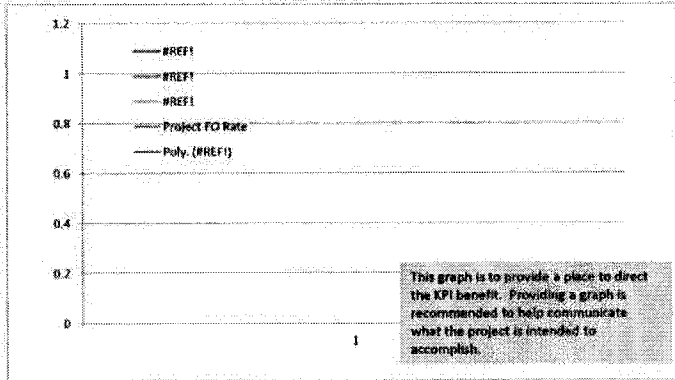 1.2
#REF!
1
#REF!
#REF!
0.8
Project FO Rate
Poly. (#REF!)
0.6
0.4
0.2
0
1
This graph is to provide a place to direct
the KPI benefit. Providing a graph is
recommended to help communicate
what the project is intended to
accomplish.